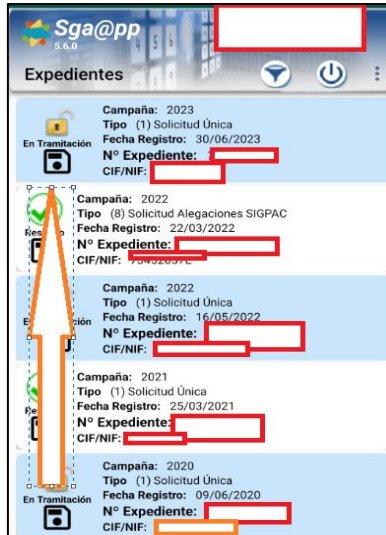 Sga@pp
5.6.0
Expedientes
Campaña: 2023
Tipo (1) Solicitud Única
En Tramitación Fecha Registro: 30/06/2023
Nº Expediente:
CIF/NIF:
Campaña: 2022
Tipo (8) Solicitud Alegaciones SIGPAC
Fecha Registro: 22/03/2022
Nº Expediente:
CIF/NIF:
Campaña: 2022
Tipo (1) Solicitud Única
Fecha Registro: 16/05/2022
Nº Expediente:
CIF/NIF:
Campaña: 2021
Tipo (1) Solicitud Única
Fecha Registro: 25/03/2021
Nº Expediente:
CIF/NIF:
Campaña: 2020
Tipo (1) Solicitud Única
En Tramitación Fecha Registro: 09/06/2020
Nº Expediente:
CIF/NIF: